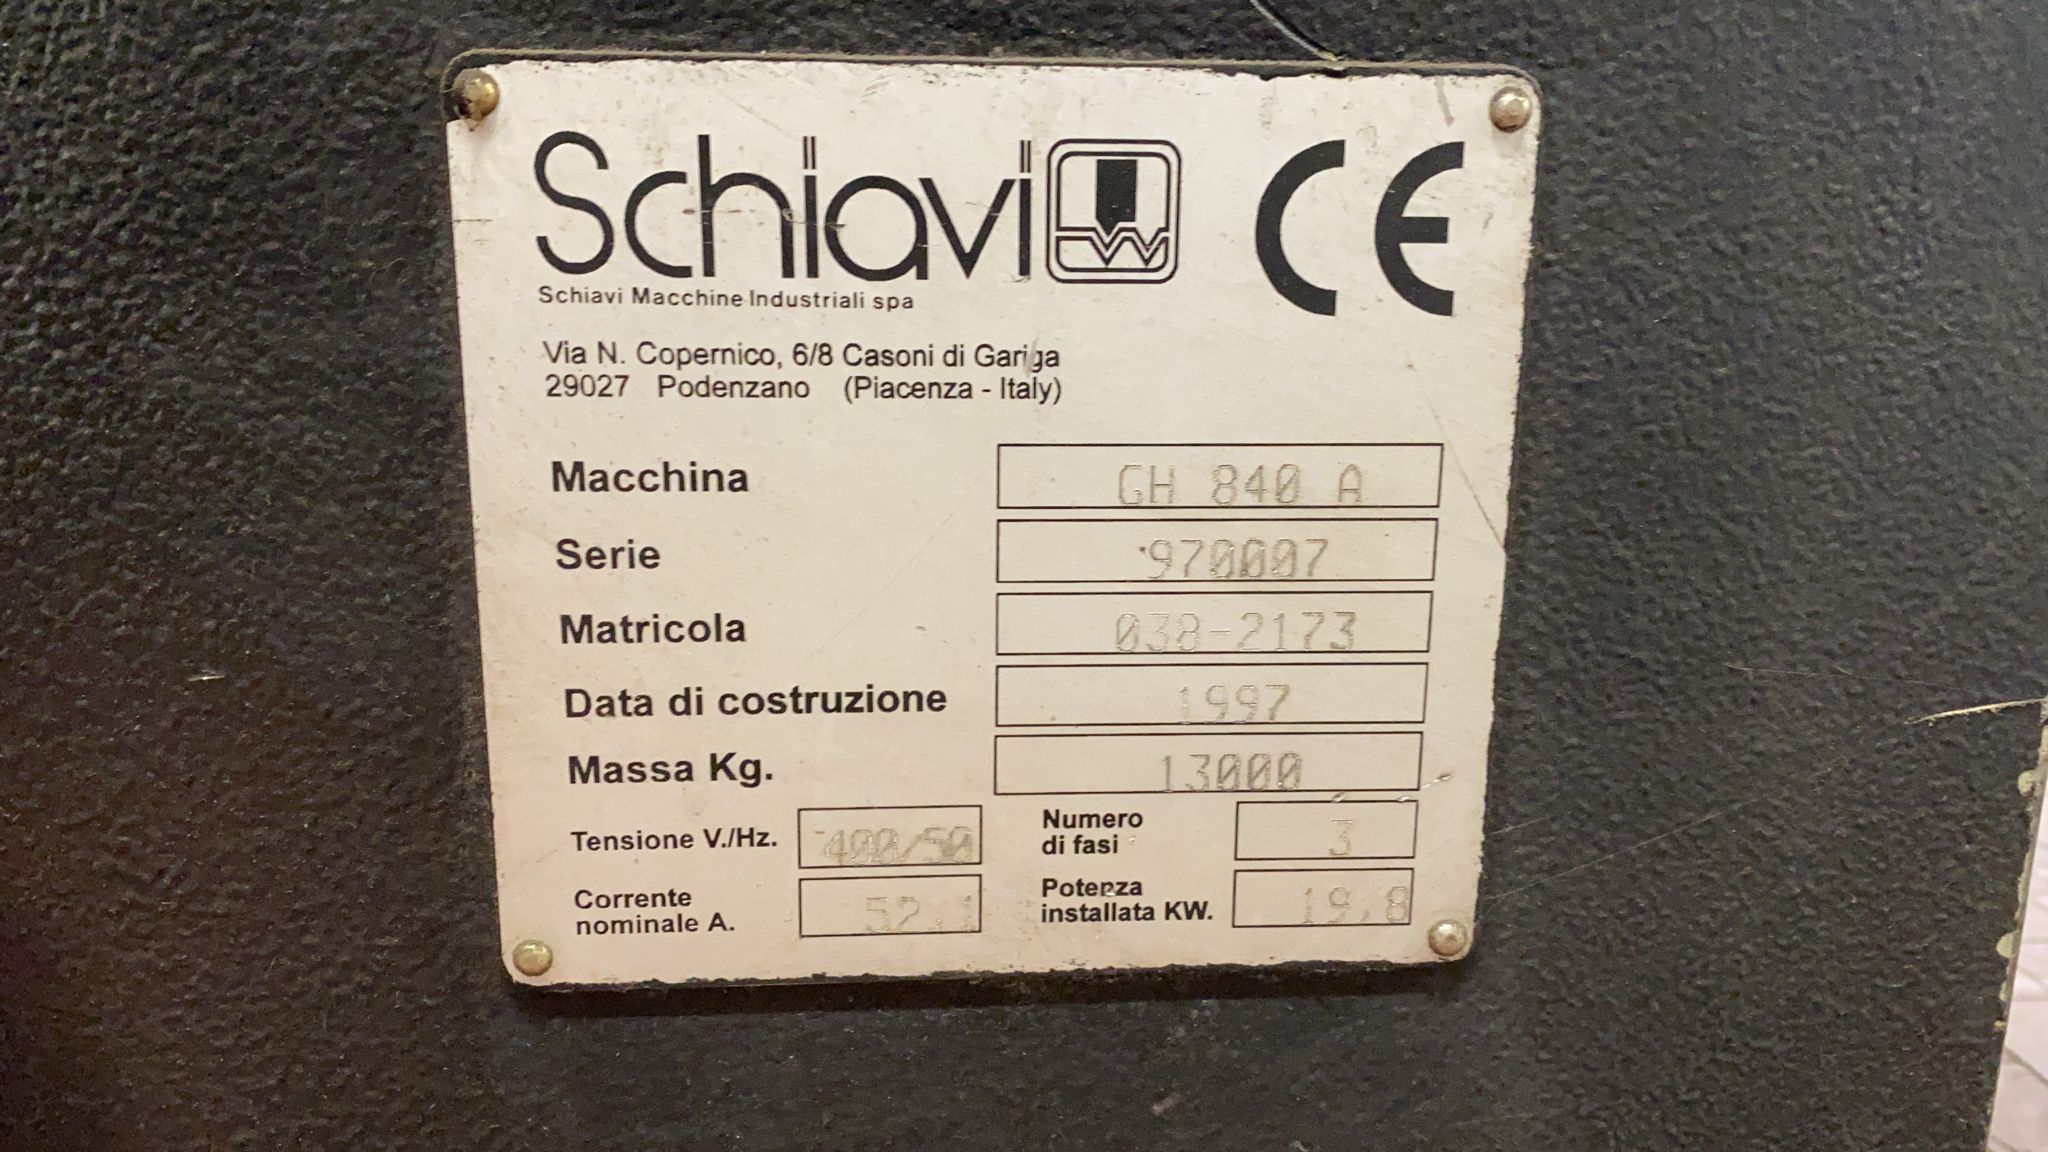 Schiavi CE
Schiavi Macchine Industriali spa
Via N. Copernico, 6/8 Casoni di Gariga
29027 Podenzano (Piacenza - Italy)
Macchina GH 840 A
Serie 970007
Matricola 038-2173
Data di costruzione 1997
Massa Kg. 13000
Tensione V./Hz. 400/50
Numero
di fasi 3
Corrente
nominale A. 52.1
Potenza
installata KW. 19.8